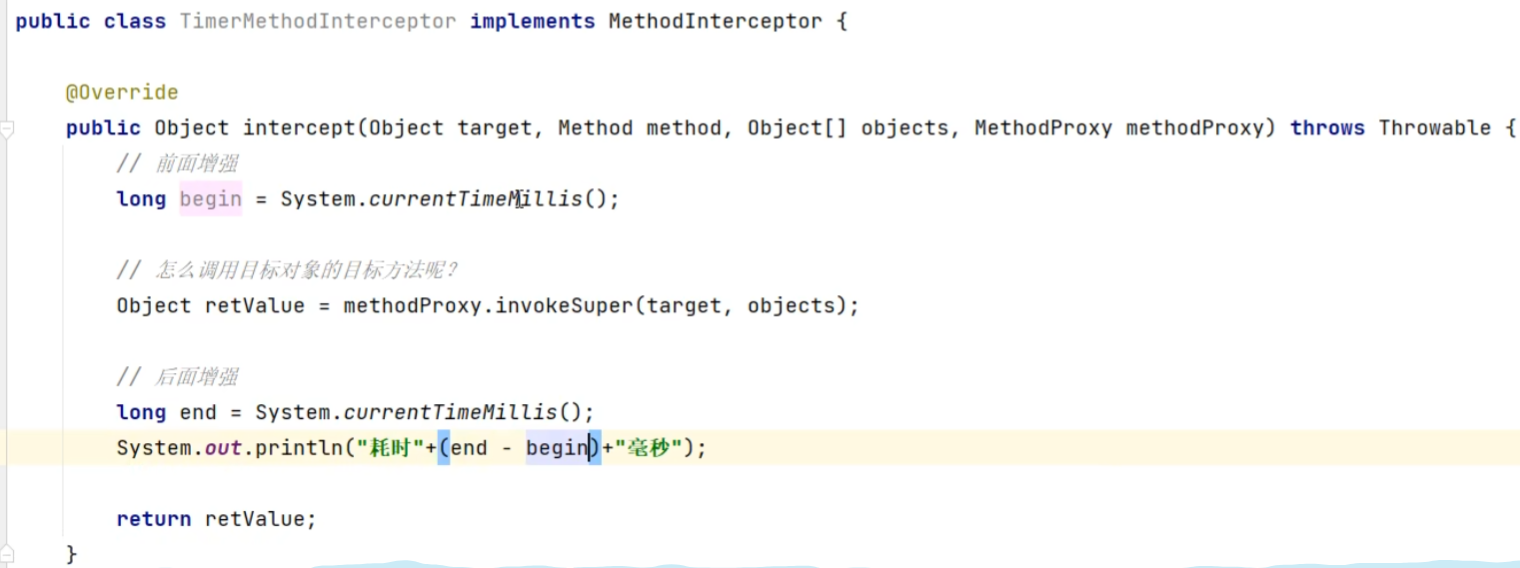 public class TimerMethodInterceptor implements MethodInterceptor {
@Override
public Object intercept(Object target, Method method, Object[] objects, MethodProxy methodProxy) throws Throwable {
// 前面增强
long begin = System.currentTimeMillis();
// 怎么调用目标对象的目标方法呢？
Object retValue = methodProxy.invokeSuper(target, objects);
// 后面增强
long end = System.currentTimeMillis();
System.out.println("耗时"+(end - begin)+"毫秒");
return retValue;
}